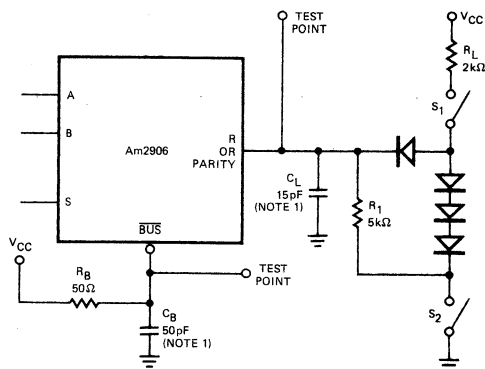 TEST
POINT
VCC
RL
2kΩ
S1
A
B
S
Am2906
R
OR
PARITY
BUS
CL
15pF
(NOTE 1)
R1
5kΩ
VCC
RB
50Ω
TEST
POINT
CB
50pF
(NOTE 1)
S2